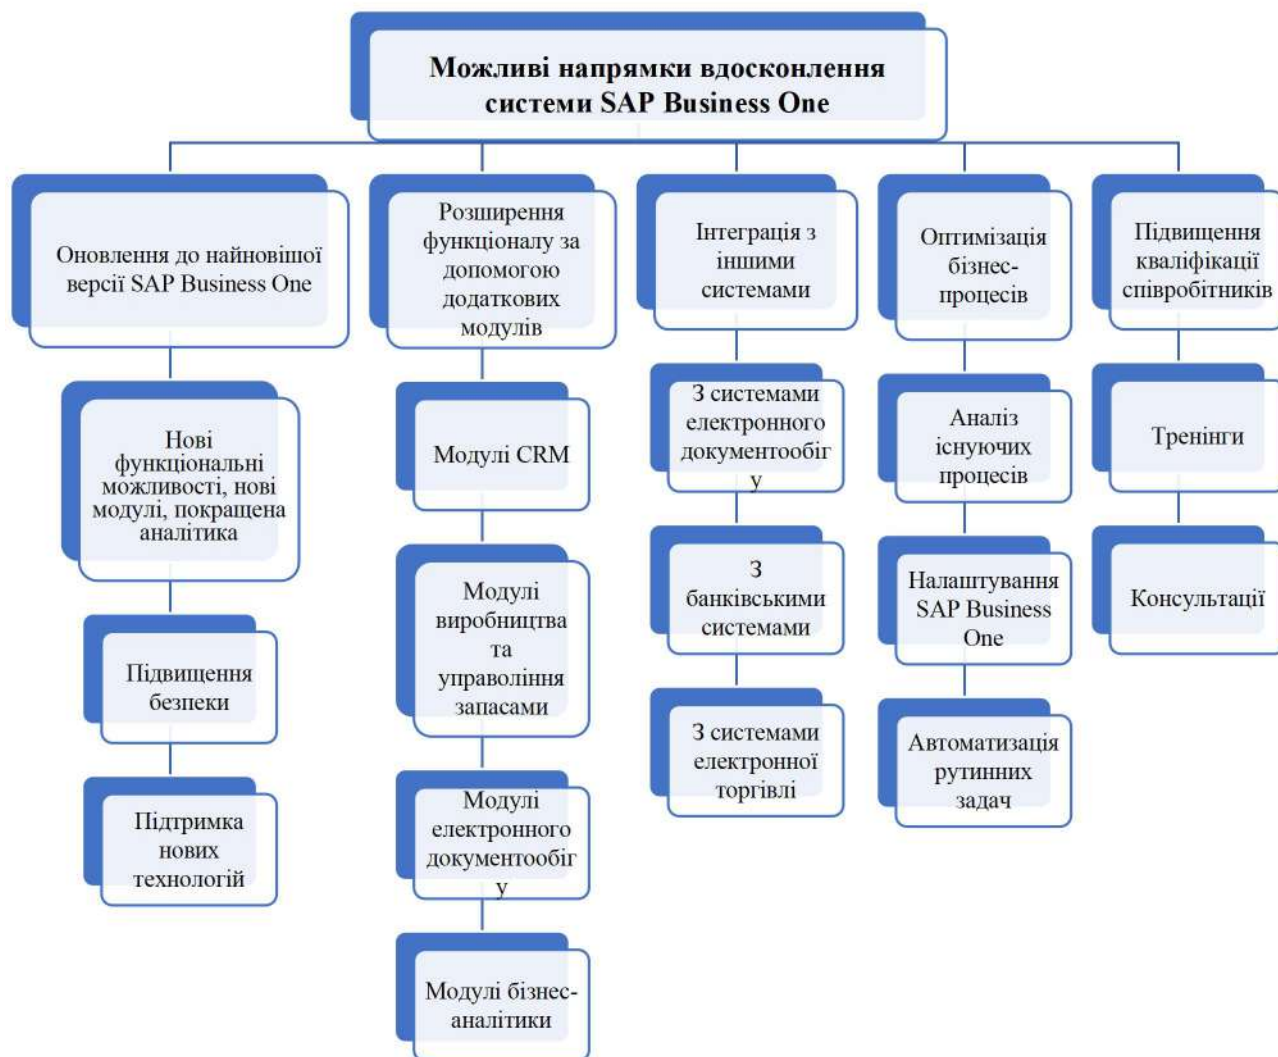 Можливі напрямки вдосконлення
системи SAP Business One
Оновлення до найновішої
версії SAP Business One
Нові
функціональні
можливості, нові
модулі, покращена
аналітика
Підвищення
безпеки
Підтримка
нових
технологій
Розширення
функціоналу за
допомогою
додаткових
модулів
Модулі CRM
Модулі
виробництва
та
управоління
запасами
Модулі
електронного
документообіг
у
Модулі бізнес-
аналітики
Інтеграція з
іншими
системами
З системами
електронного
документообіг
у
З
банківськими
системами
З системами
електронної
торгівлі
Оптимізація
бізнес-
процесів
Аналіз
існуючих
процесів
Налаштування
SAP Business
One
Автоматизація
рутинних
задач
Підвищення
кваліфікації
співробітників
Тренінги
Консультації